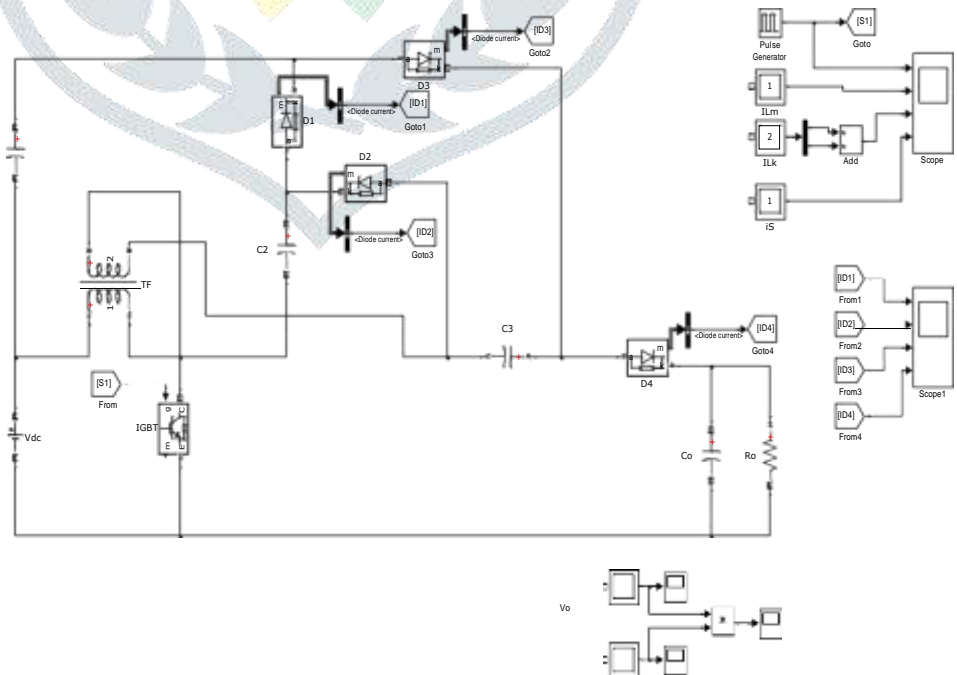 [ID3]
<Diode current>
Goto2
D3
m
a
k
[ID1]
<Diode current>
Goto1
D1
m
k
a
D2
m
k
a
[ID2]
<Diode current>
Goto3
C2
2
TF
1
C3
[S1]
From
g
C
IGBT
m
E
Vdc
a
m
D4
[ID4]
<Diode current>
Goto4
Co
Ro
Pulse
Generator
[S1]
Goto
1
ILm
2
ILk
Add
1
iS
Scope
[ID1]
From1
[ID2]
From2
[ID3]
From3
[ID4]
From4
Scope1
Vo